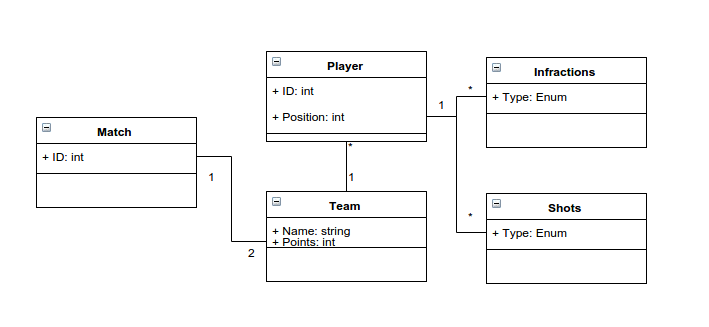 Player
+ ID: int
+ Position: int
1
*
Infractions
+ Type: Enum
Match
+ ID: int
1
*
1
Team
+ Name: string
+ Points: int
2
*
Shots
+ Type: Enum